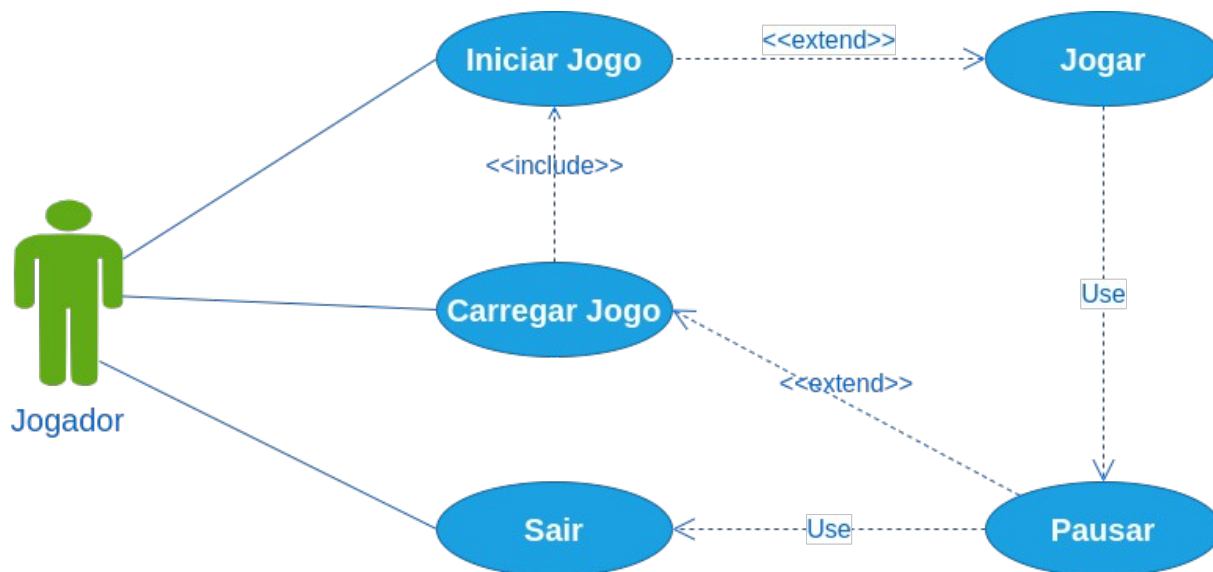 <<extend>>
Iniciar Jogo
Jogar
<<include>>
Use
Carregar Jogo
<<extend>>
Jogador
Sair
Use
Pausar